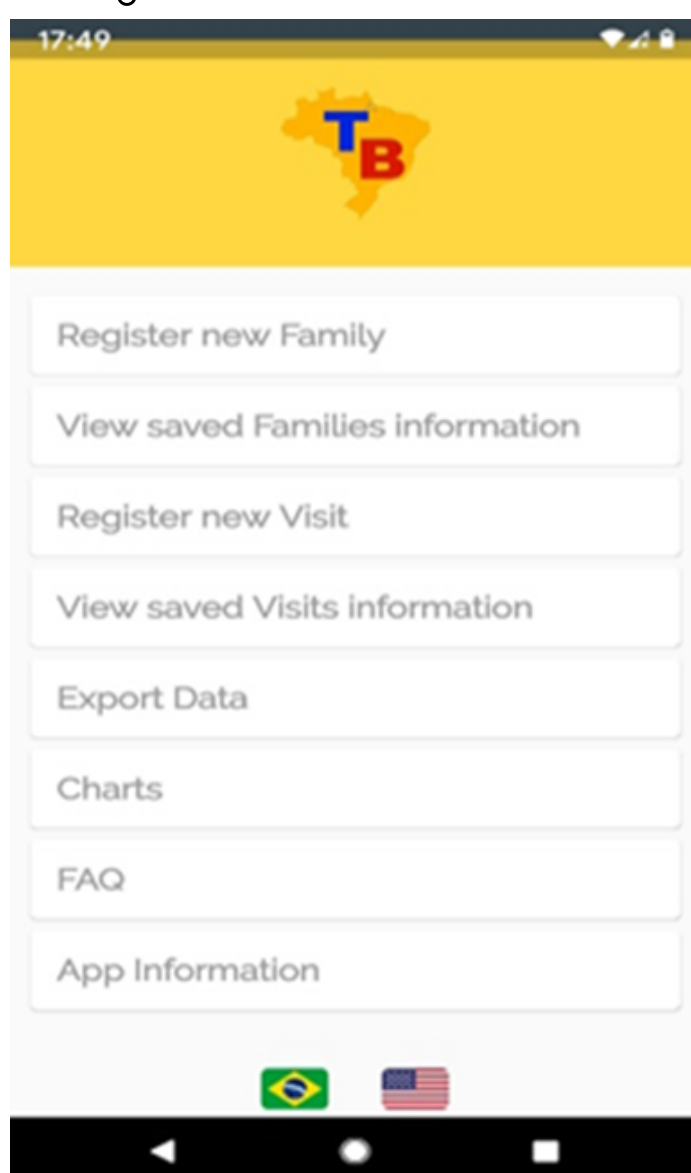 17:49
T
B
Register new Family
View saved Families information
Register new Visit
View saved Visits information
Export Data
Charts
FAQ
App Information